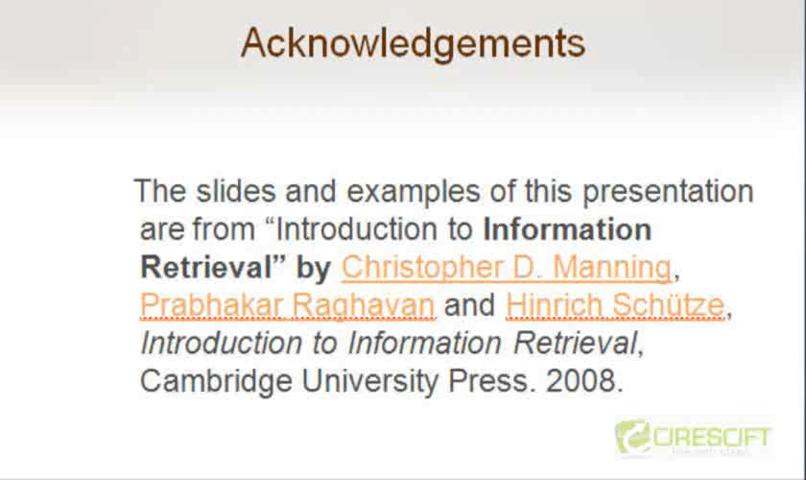 Acknowledgements
The slides and examples of this presentation
are from “Introduction to Information
Retrieval” by Christopher D. Manning,
Prabhakar Raghavan and Hinrich Schütze,
Introduction to Information Retrieval,
Cambridge University Press. 2008.